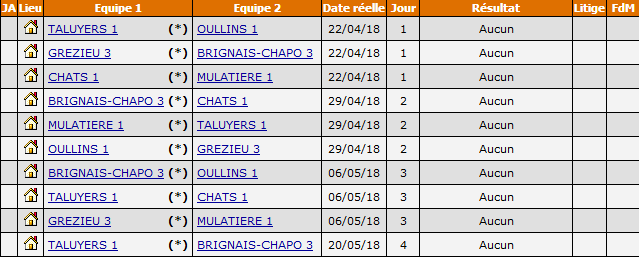 JA Lieu Equipe 1 Equipe 2 Date réelle Jour Résultat Litige FdM
TALUYERS 1 (*) OULLINS 1 22/04/18 1 Aucun
GREZIEU 3 (*) BRIGNAIS-CHAPO 3 22/04/18 1 Aucun
CHATS 1 (*) MULATIERE 1 22/04/18 1 Aucun
BRIGNAIS-CHAPO 3 (*) CHATS 1 29/04/18 2 Aucun
MULATIERE 1 (*) TALUYERS 1 29/04/18 2 Aucun
OULLINS 1 (*) GREZIEU 3 29/04/18 2 Aucun
BRIGNAIS-CHAPO 3 (*) OULLINS 1 06/05/18 3 Aucun
TALUYERS 1 (*) CHATS 1 06/05/18 3 Aucun
GREZIEU 3 (*) MULATIERE 1 06/05/18 3 Aucun
TALUYERS 1 (*) BRIGNAIS-CHAPO 3 20/05/18 4 Aucun